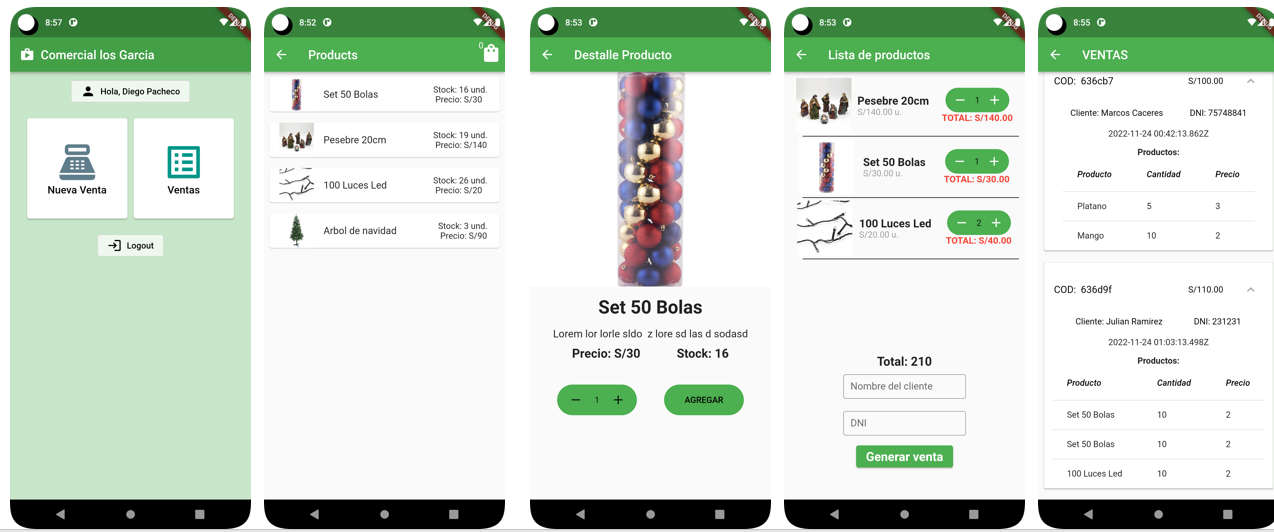 8:57
DEBUG
Comercial los Garcia
Hola, Diego Pacheco
Nueva Venta
Ventas
Logout
8:52
DEBUG
Products
0
Set 50 Bolas
Stock: 16 und.
Precio: S/30
Pesebre 20cm
Stock: 19 und.
Precio: S/140
100 Luces Led
Stock: 26 und.
Precio: S/20
Arbol de navidad
Stock: 3 und.
Precio: S/90
8:53
DEBUG
Destalle Producto
Set 50 Bolas
Lorem lor lorle sldo z lore sd las d sodasd
Precio: S/30 Stock: 16
1
AGREGAR
8:53
DEBUG
Lista de productos
Pesebre 20cm
S/140.00 u.
1
TOTAL: S/140.00
Set 50 Bolas
S/30.00 u.
1
TOTAL: S/30.00
100 Luces Led
S/20.00 u.
2
TOTAL: S/40.00
Total: 210
Nombre del cliente
DNI
Generar venta
8:55
DEBUG
VENTAS
COD: 636cb7 S/100.00
Cliente: Marcos Caceres DNI: 75748841
2022-11-24 00:42:13.862Z
Productos:
Producto Cantidad Precio
Platano 5 3
Mango 10 2
COD: 636d9f S/110.00
Cliente: Julian Ramirez DNI: 231231
2022-11-24 01:03:13.498Z
Productos:
Producto Cantidad Precio
Set 50 Bolas 10 2
Set 50 Bolas 10 2
100 Luces Led 10 2